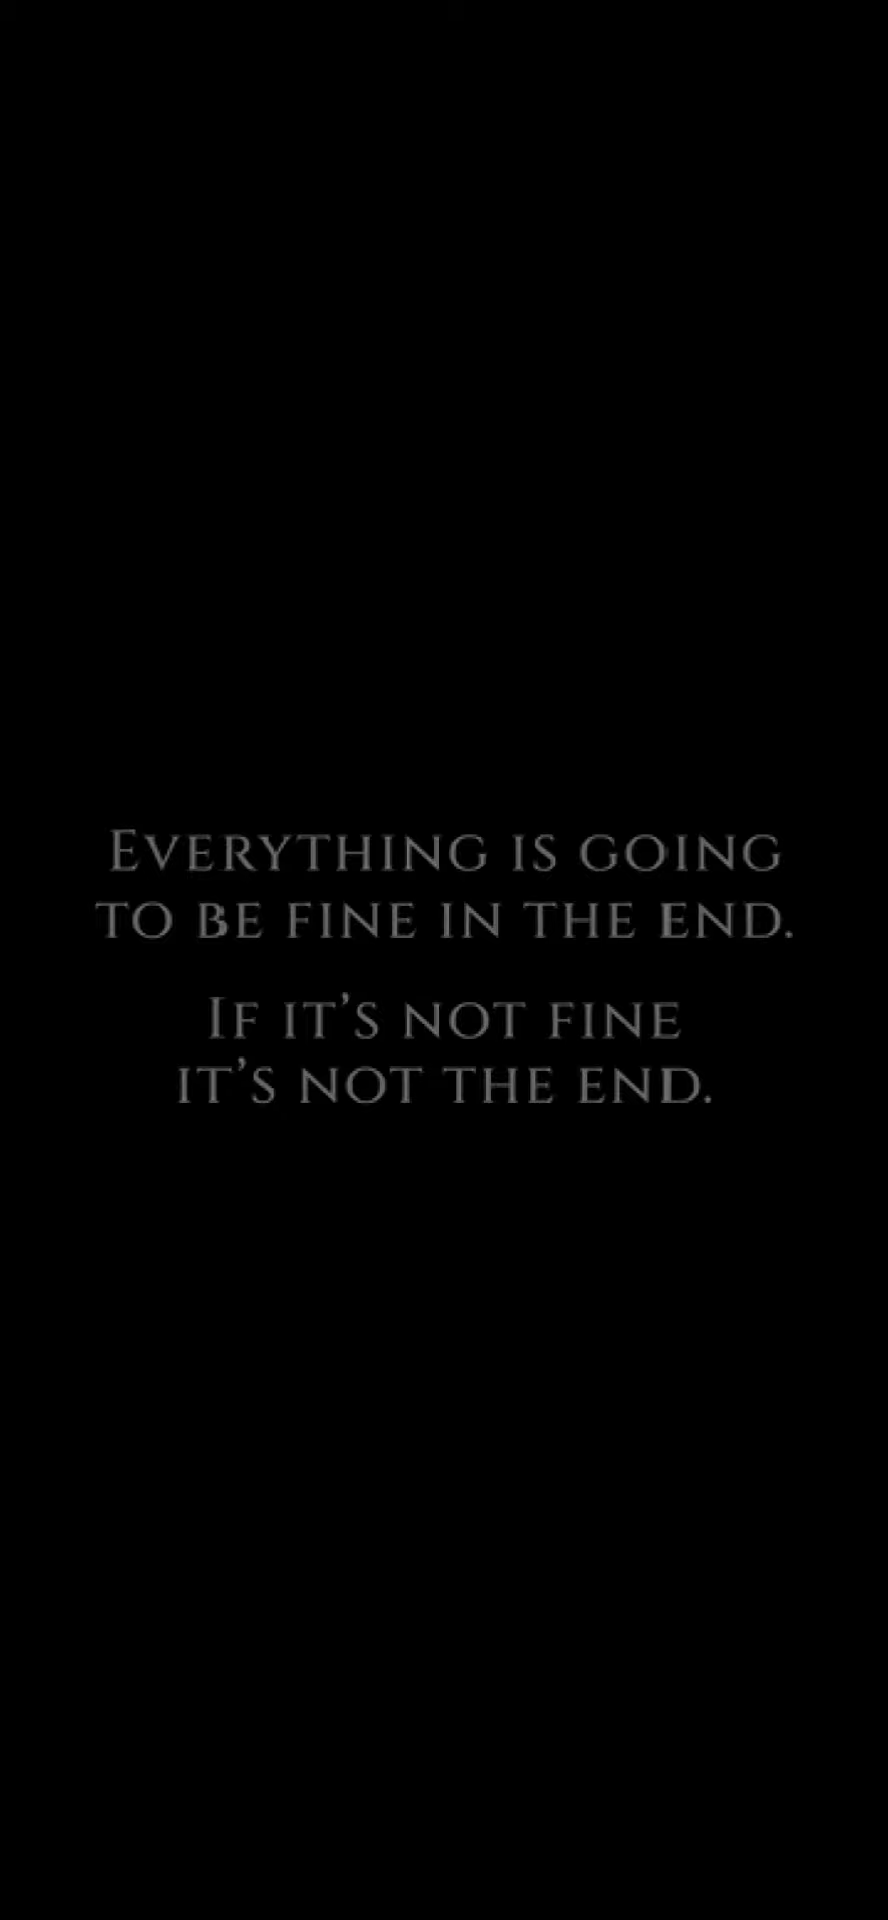 Everything is going
to be fine in the end.
If it’s not fine
it’s not the end.